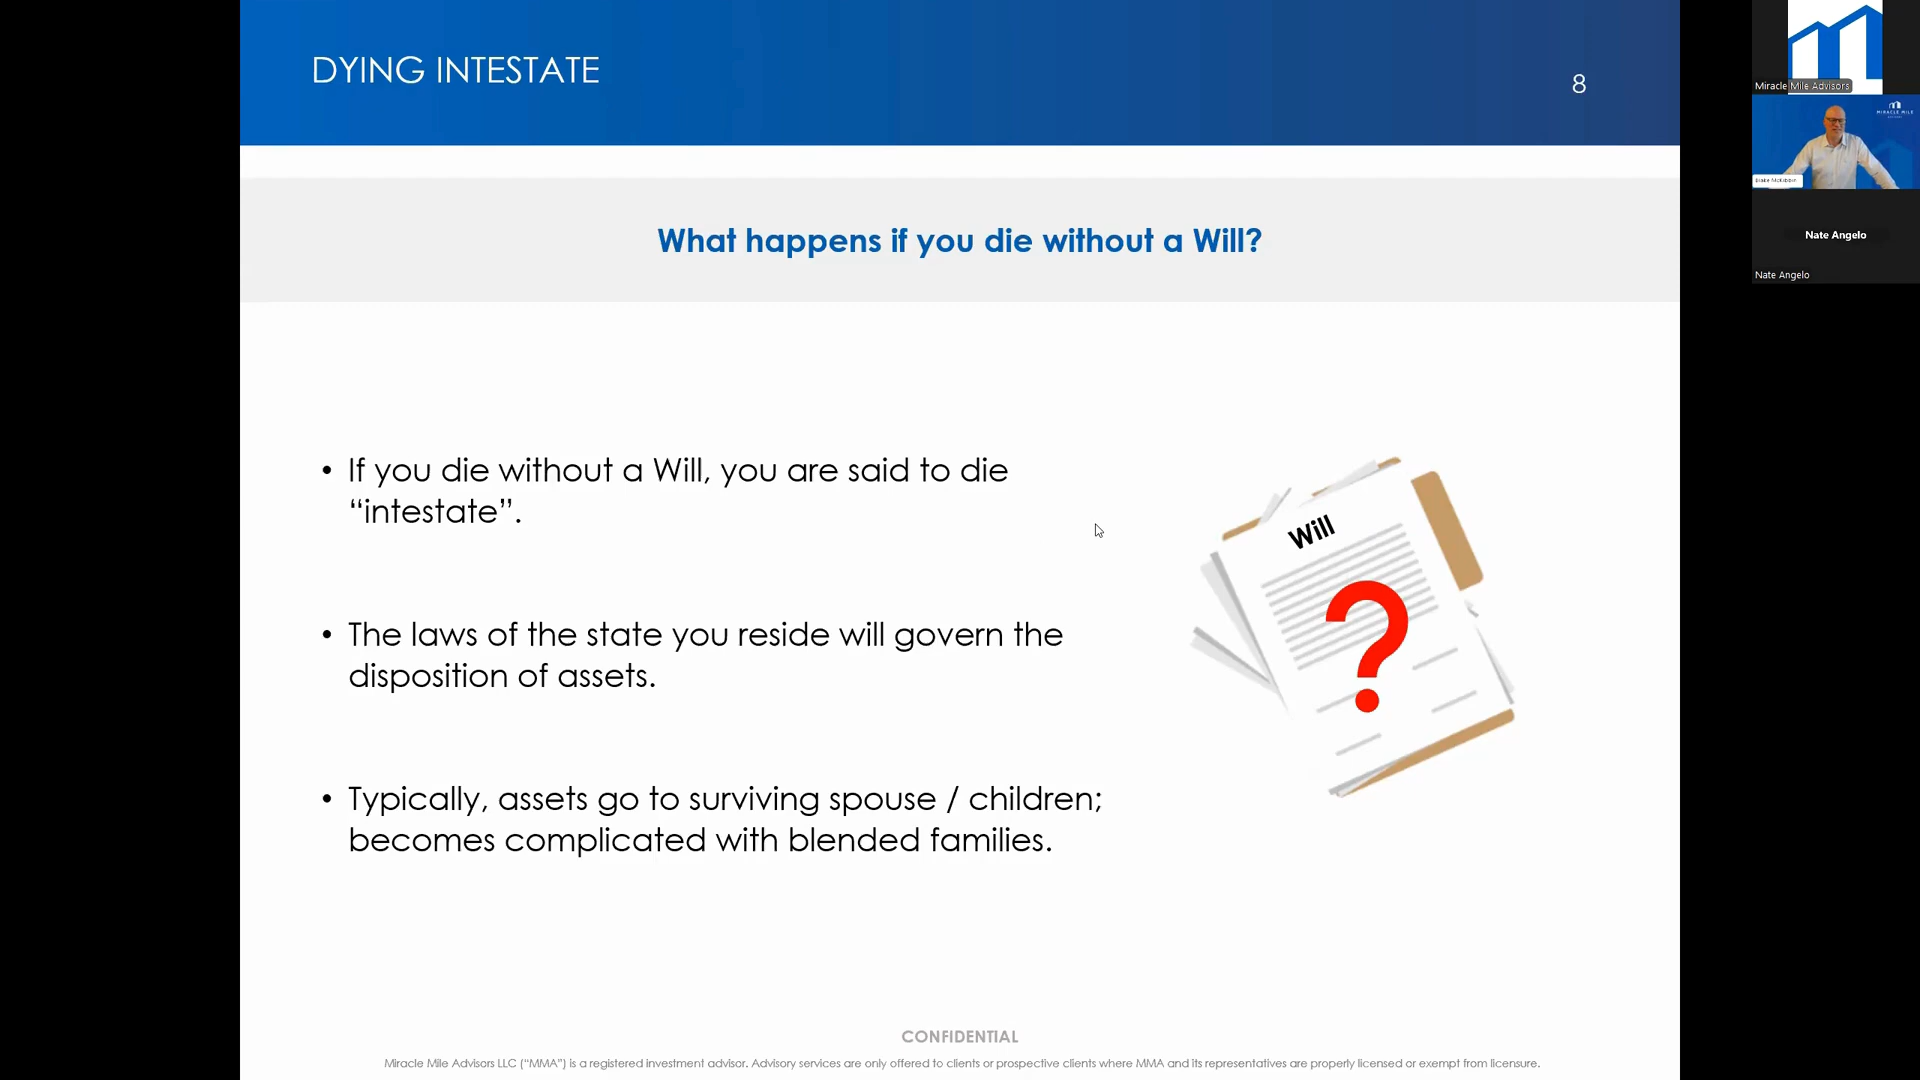 DYING INTESTATE
8
What happens if you die without a Will?
• If you die without a Will, you are said to die
“intestate”.
• The laws of the state you reside will govern the
disposition of assets.
• Typically, assets go to surviving spouse / children;
becomes complicated with blended families.
Will
?
CONFIDENTIAL
Miracle Mile Advisors LLC (“MMA”) is a registered investment advisor. Advisory services are only offered to clients or prospective clients where MMA and its representatives are properly licensed or exempt from licensure.
Miracle Mile Advisors
MIRACLE MILE
Blake McKibbin
Nate Angelo
Nate Angelo